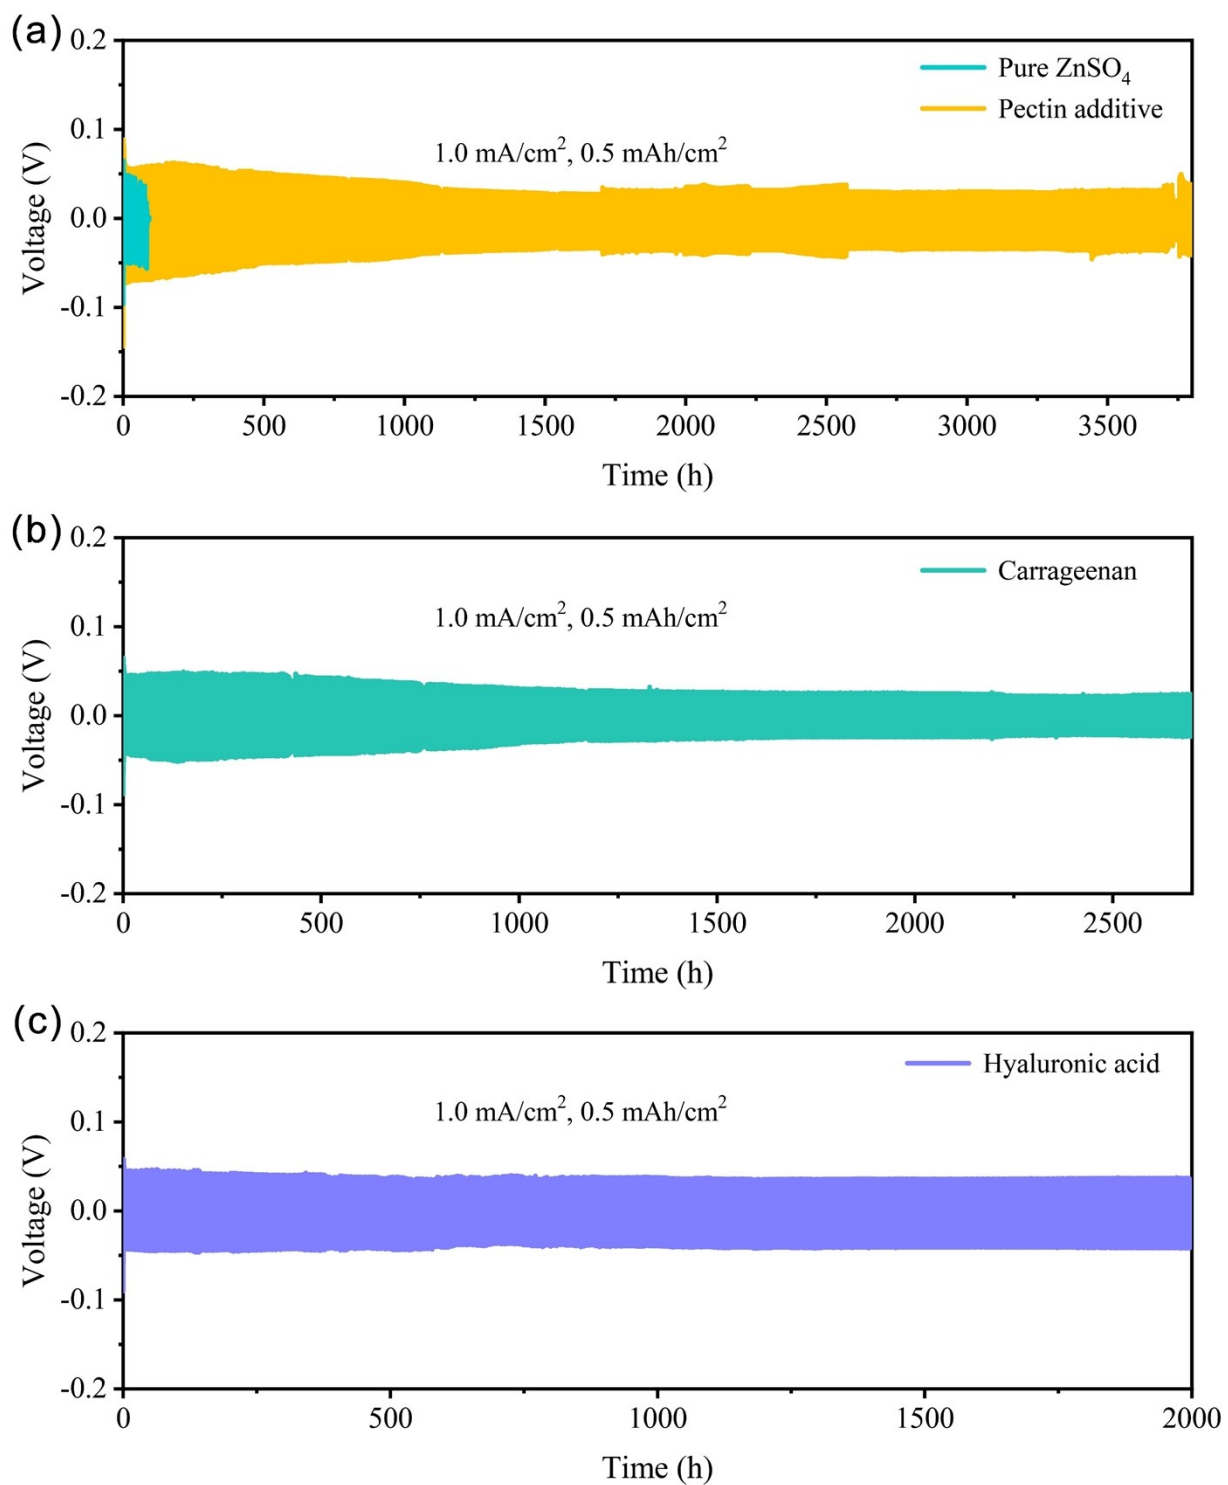 (a)
0.2
0.1
0.0
-0.1
-0.2
Voltage (V)
Pure ZnSO₄
Pectin additive
1.0 mA/cm², 0.5 mAh/cm²
0 500 1000 1500 2000 2500 3000 3500
Time (h)
(b)
0.2
0.1
0.0
-0.1
-0.2
Voltage (V)
Carrageenan
1.0 mA/cm², 0.5 mAh/cm²
0 500 1000 1500 2000 2500
Time (h)
(c)
0.2
0.1
0.0
-0.1
-0.2
Voltage (V)
Hyaluronic acid
1.0 mA/cm², 0.5 mAh/cm²
0 500 1000 1500 2000
Time (h)